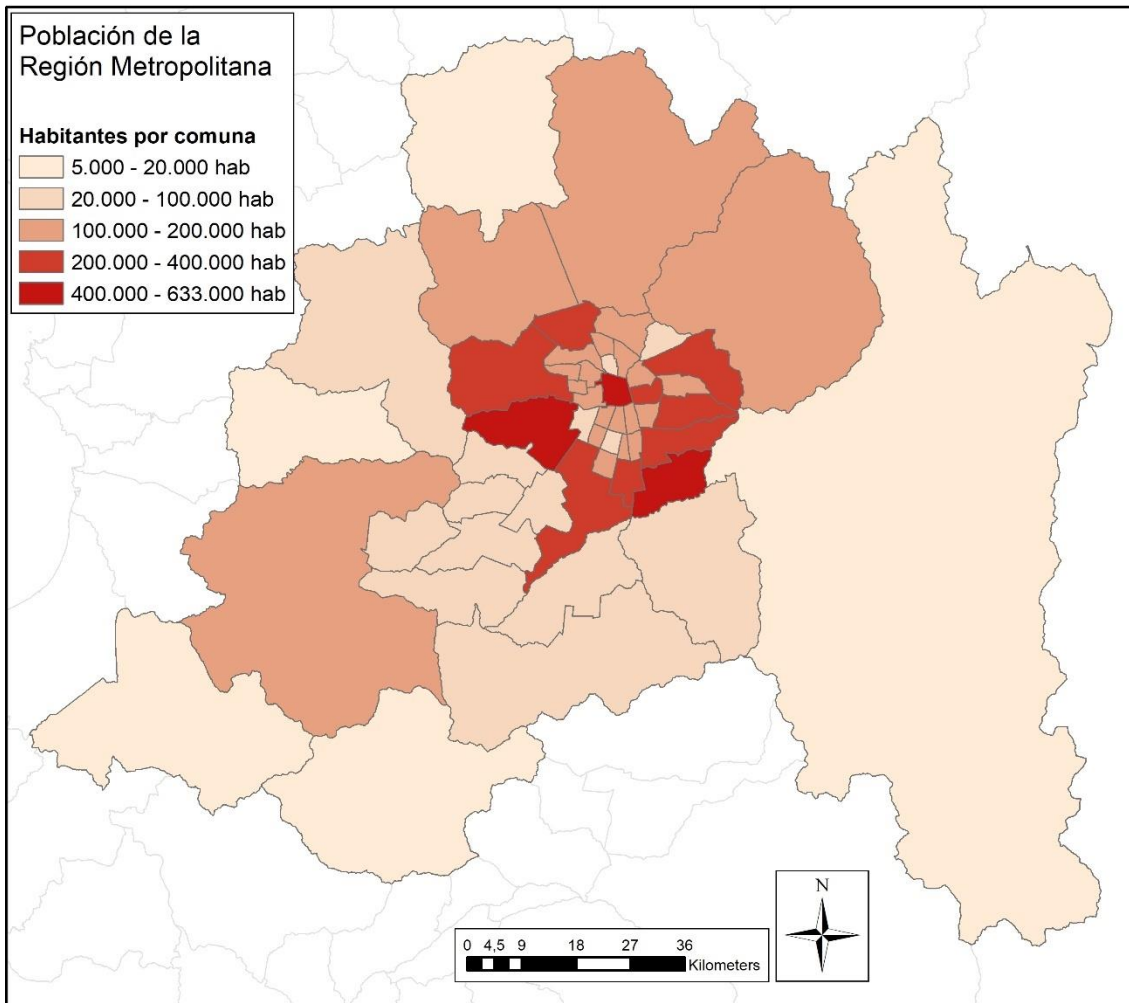 Población de la
Región Metropolitana
Habitantes por comuna
5.000 - 20.000 hab
20.000 - 100.000 hab
100.000 - 200.000 hab
200.000 - 400.000 hab
400.000 - 633.000 hab
N
0 4,5 9 18 27 36
Kilometers